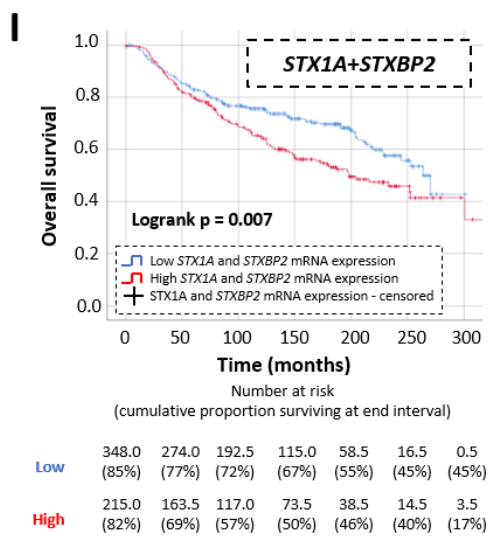 I
STX1A+STXBP2
Overall survival
1.0
0.8
0.6
0.4
0.2
0.0
Logrank p = 0.007
Low STX1A and STXBP2 mRNA expression
High STX1A and STXBP2 mRNA expression
STX1A and STXBP2 mRNA expression - censored
0 50 100 150 200 250 300
Time (months)
Number at risk
(cumulative proportion surviving at end interval)
Low 348.0 274.0 192.5 115.0 58.5 16.5 0.5
(85%) (77%) (72%) (67%) (55%) (45%) (45%)
High 215.0 163.5 117.0 73.5 38.5 14.5 3.5
(82%) (69%) (57%) (50%) (46%) (40%) (17%)